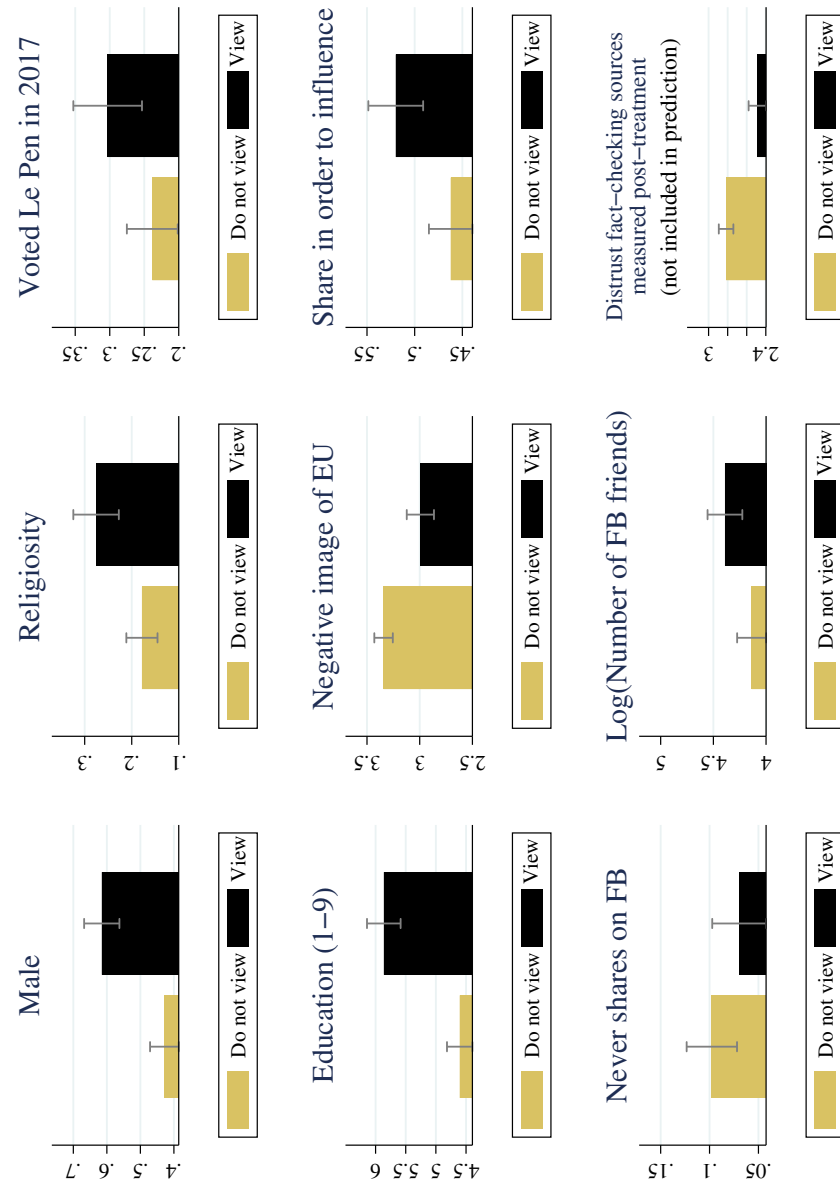 Male
.7
.6
.5
.4
Do not view
View
Religiosity
.3
.2
.1
Do not view
View
Voted Le Pen in 2017
.35
.3
.25
.2
Do not view
View
Education (1−9)
6
5.5
5
4.5
Do not view
View
Negative image of EU
3.5
3
2.5
Do not view
View
Share in order to influence
.55
.5
.45
Do not view
View
Never shares on FB
.15
.1
.05
Do not view
View
Log(Number of FB friends)
5
4.5
4
Do not view
View
Distrust fact−checking sources
measured post−treatment
(not included in prediction)
3
2.4
Do not view
View